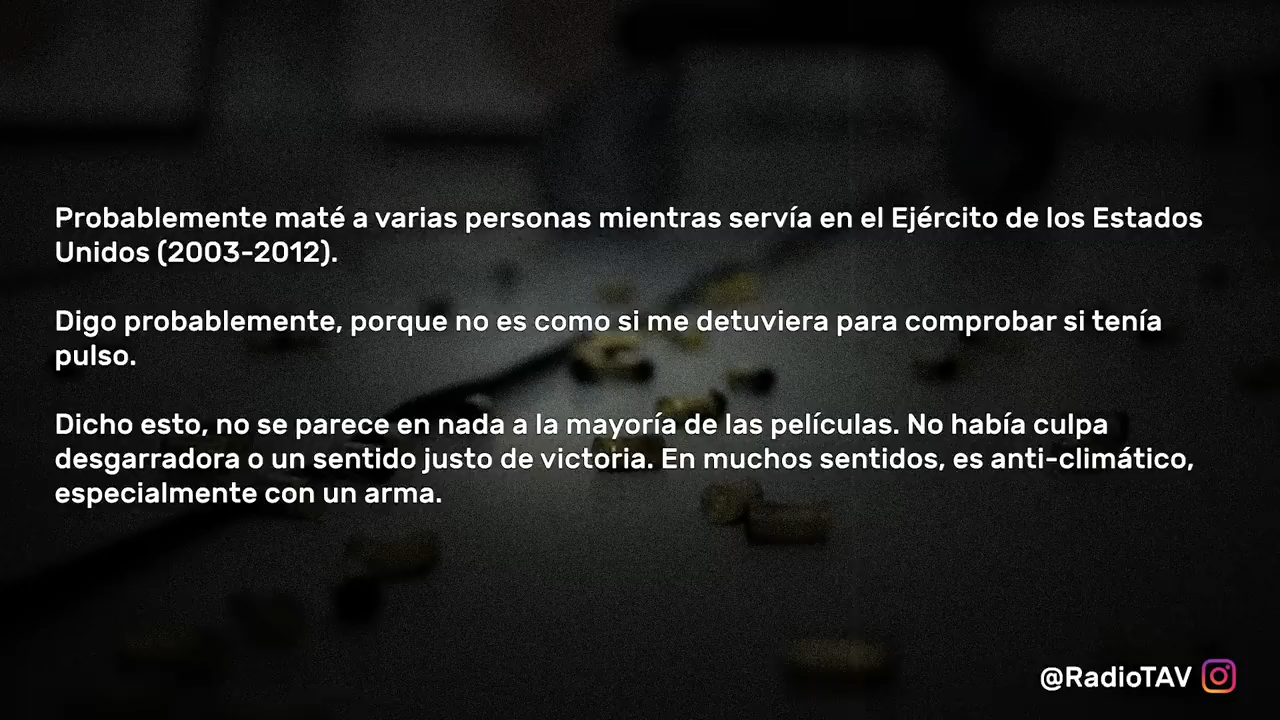 Probablemente maté a varias personas mientras servía en el Ejército de los Estados
Unidos (2003-2012).
Digo probablemente, porque no es como si me detuviera para comprobar si tenía
pulso.
Dicho esto, no se parece en nada a la mayoría de las películas. No había culpa
desgarradora o un sentido justo de victoria. En muchos sentidos, es anti-climático,
especialmente con un arma.
@RadioTAV